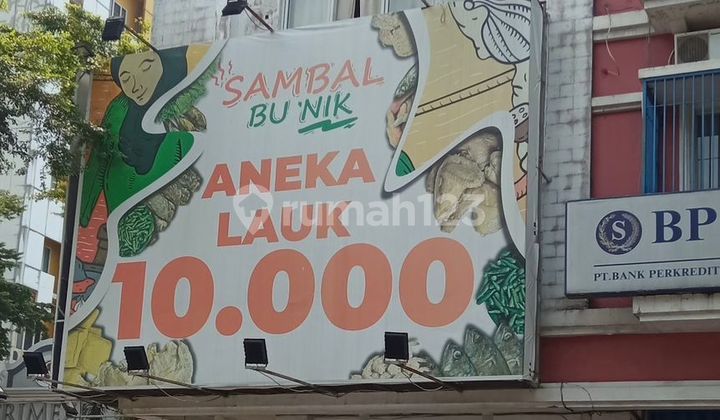 SAMBAL
BU NIK
ANEKA
LAUK
10.000
rumah123
S
BP
PT.BANK PERKREDIT